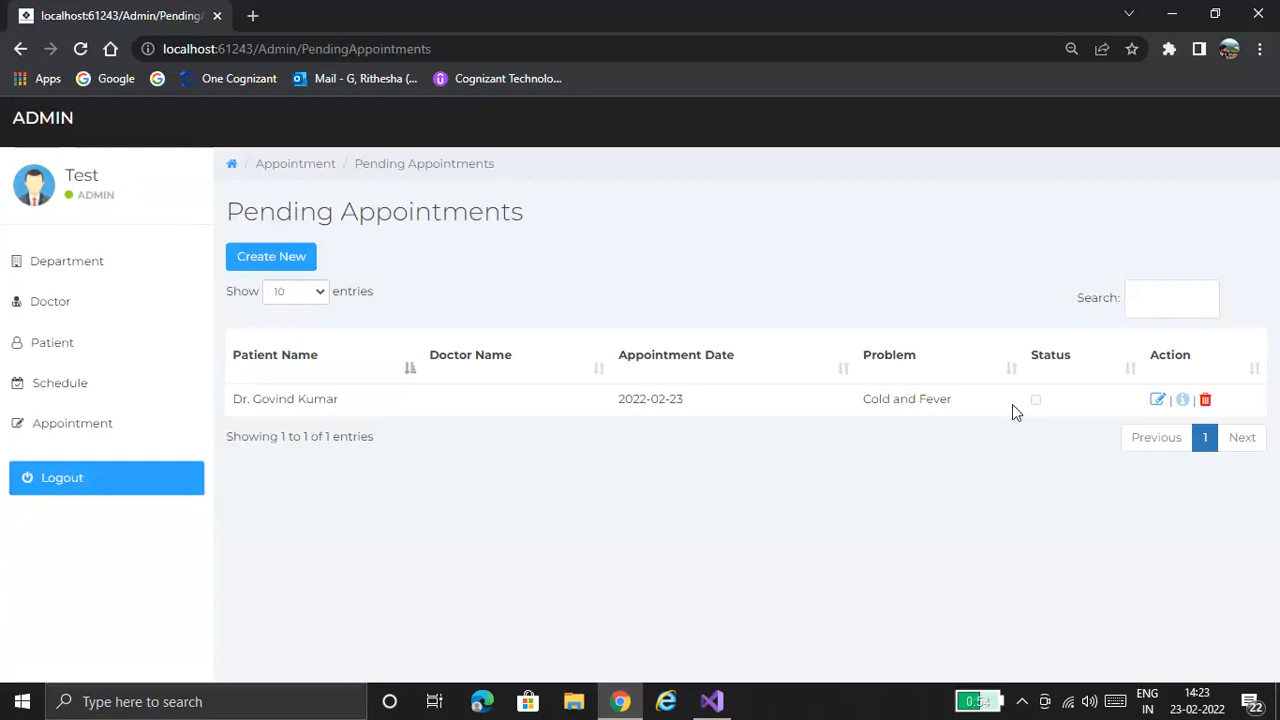 localhost:61243/Admin/Pending
localhost:61243/Admin/PendingAppointments
Apps
Google
One Cognizant
Mail - G, Rithesha (...
Cognizant Technolo...
ADMIN
Test
ADMIN
Department
Doctor
Patient
Schedule
Appointment
Logout
/ Appointment / Pending Appointments
Pending Appointments
Create New
Show 10 entries
Search:
Patient Name Doctor Name Appointment Date Problem Status Action
Dr. Govind Kumar 2022-02-23 Cold and Fever | |
Showing 1 to 1 of 1 entries
Previous 1 Next
Type here to search
0:54
ENG
IN
14:23
23-02-2022
22